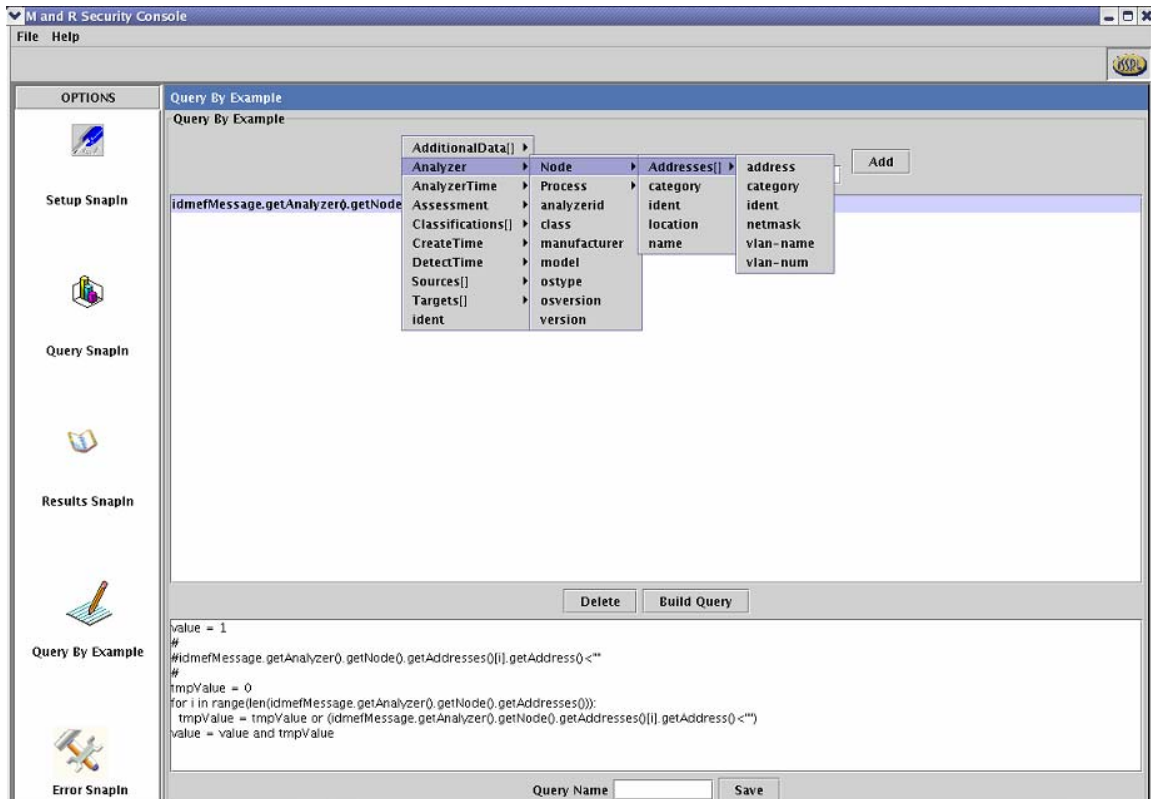 M and R Security Console
File Help
ISSRL
OPTIONS
Setup SnapIn
Query SnapIn
Results SnapIn
Query By Example
Error SnapIn
Query By Example
Query By Example
AdditionalData[]
Analyzer
AnalyzerTime
Assessment
Classifications[]
CreateTime
DetectTime
Sources[]
Targets[]
ident
Node
Process
analyzerid
class
manufacturer
model
ostype
osversion
version
Addresses[]
category
ident
location
name
address
category
ident
netmask
vlan-name
vlan-num
Add
idmefMessage.getAnalyzer().getNode
Delete Build Query
value = 1
#
#idmefMessage.getAnalyzer().getNode().getAddresses()[i].getAddress()<""
#
tmpValue = 0
for i in range(len(idmefMessage.getAnalyzer().getNode().getAddresses())):
tmpValue = tmpValue or (idmefMessage.getAnalyzer().getNode().getAddresses()[i].getAddress()<"")
value = value and tmpValue
Query Name Save